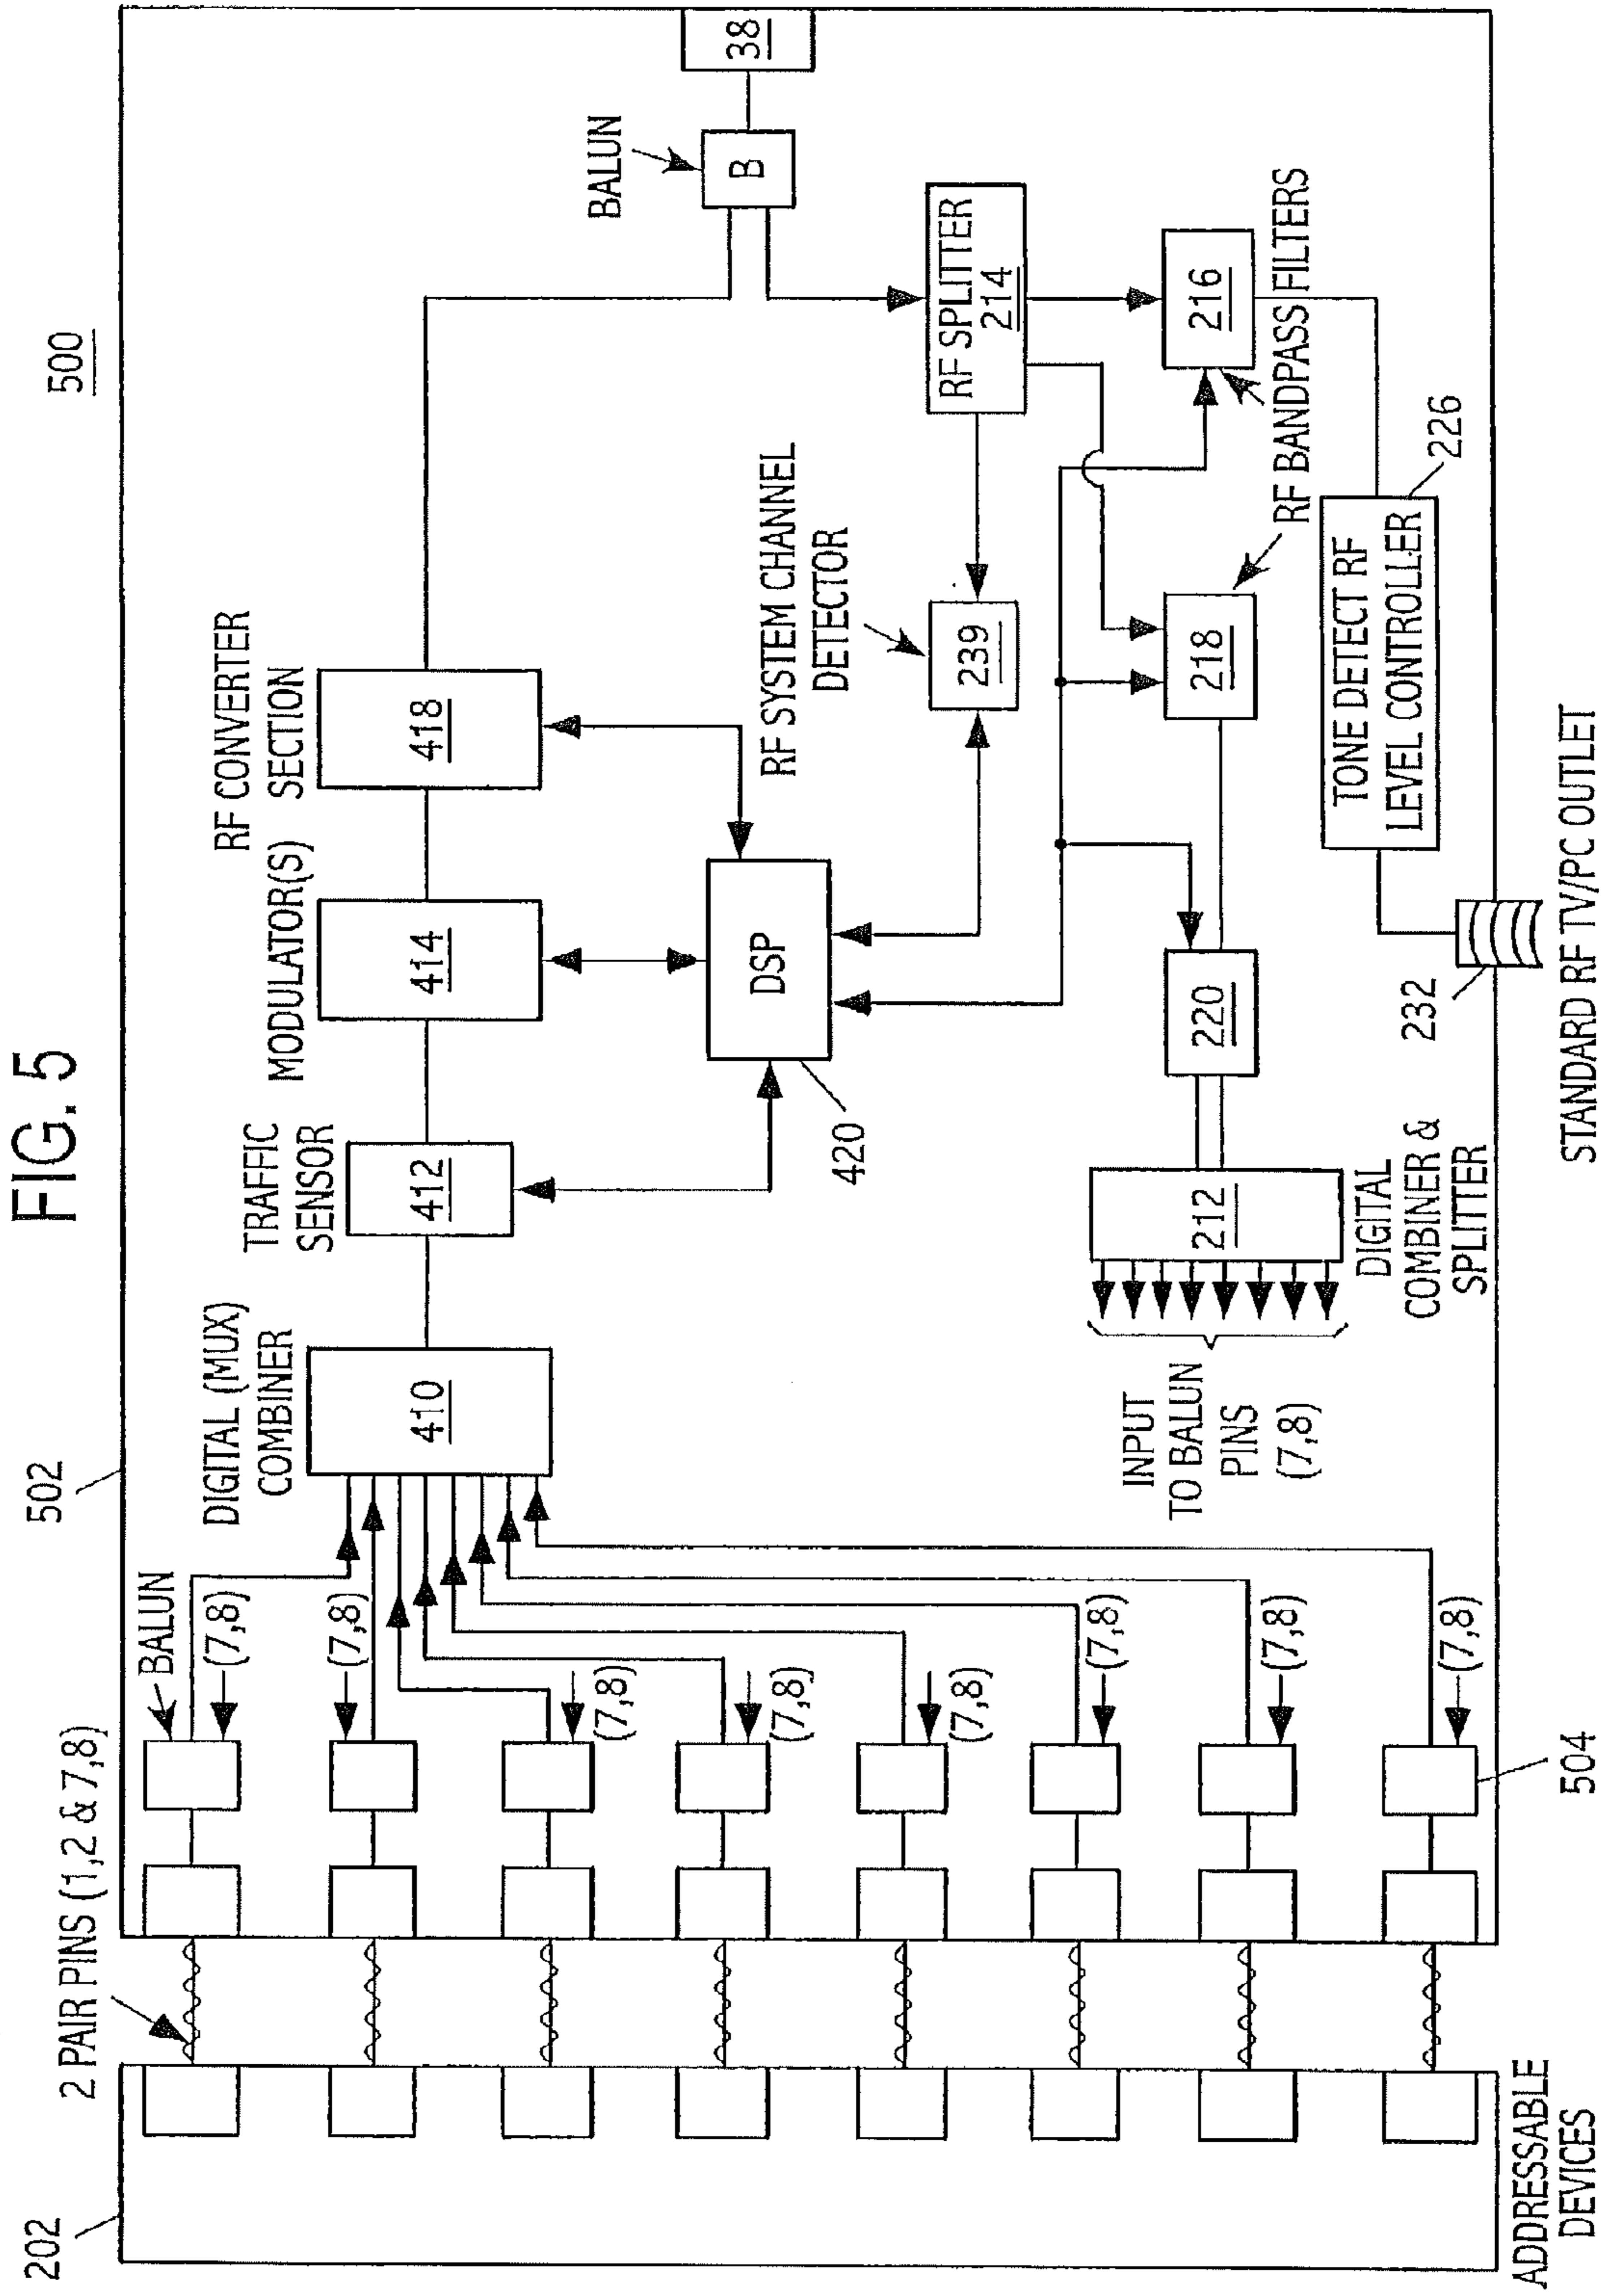 FIG. 5
500
502
202
2 PAIR PINS (1,2 & 7,8)
BALUN
(7,8)
(7,8)
(7,8)
(7,8)
(7,8)
(7,8)
(7,8)
(7,8)
504
ADDRESSABLE
DEVICES
DIGITAL (MUX)
COMBINER
410
TRAFFIC
SENSOR
412
MODULATOR(S)
414
RF CONVERTER
SECTION
418
DSP
420
BALUN
B
38
RF SPLITTER
214
RF SYSTEM CHANNEL
DETECTOR
239
216
218
RF BANDPASS FILTERS
220
212
DIGITAL
COMBINER &
SPLITTER
INPUT
TO BALUN
PINS
(7,8)
TONE DETECT RF
LEVEL CONTROLLER
226
232
STANDARD RF TV/PC OUTLET